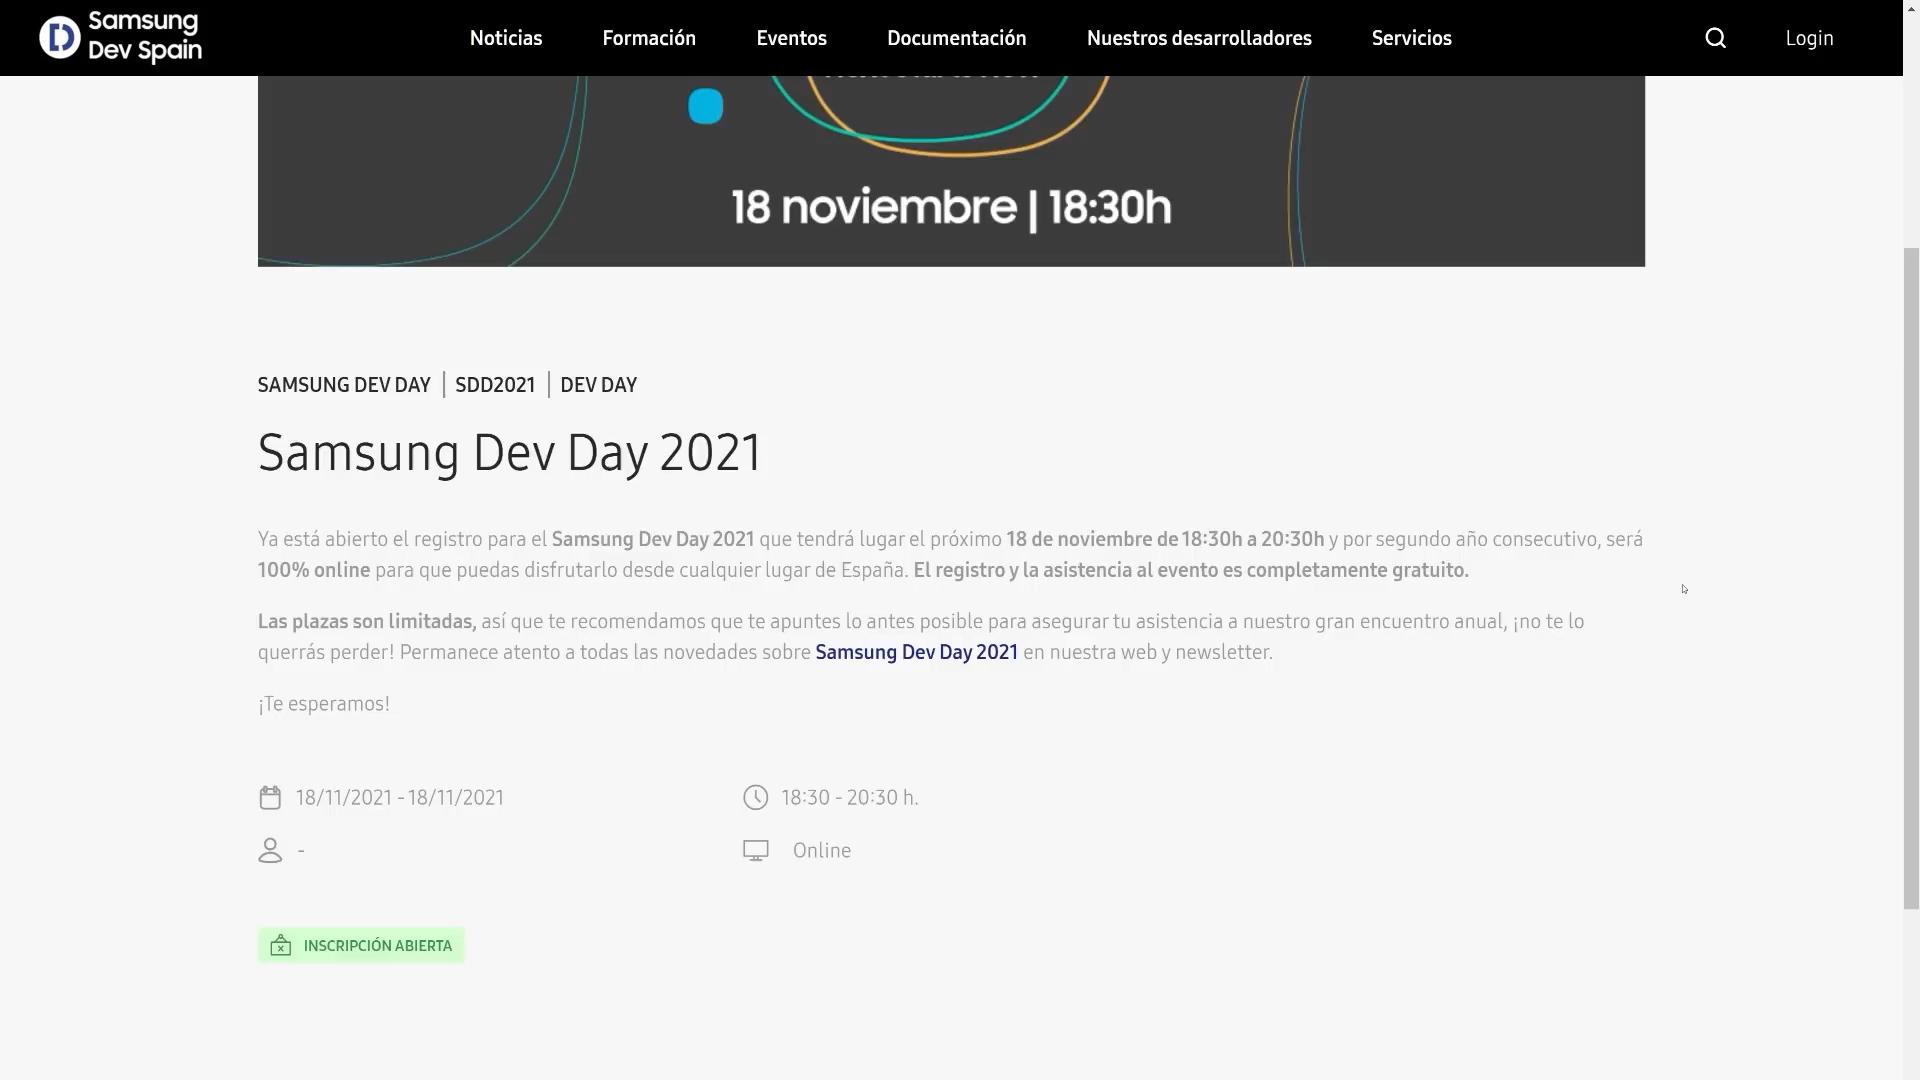 Samsung
Dev Spain
Noticias
Formación
Eventos
Documentación
Nuestros desarrolladores
Servicios
Login
18 noviembre | 18:30h
SAMSUNG DEV DAY | SDD2021 | DEV DAY
Samsung Dev Day 2021
Ya está abierto el registro para el Samsung Dev Day 2021 que tendrá lugar el próximo 18 de noviembre de 18:30h a 20:30h y por segundo año consecutivo, será
100% online para que puedas disfrutarlo desde cualquier lugar de España. El registro y la asistencia al evento es completamente gratuito.
Las plazas son limitadas, así que te recomendamos que te apuntes lo antes posible para asegurar tu asistencia a nuestro gran encuentro anual, ¡no te lo
querrás perder! Permanece atento a todas las novedades sobre Samsung Dev Day 2021 en nuestra web y newsletter.
¡Te esperamos!
18/11/2021 - 18/11/2021
18:30 - 20:30 h.
-
Online
INSCRIPCIÓN ABIERTA